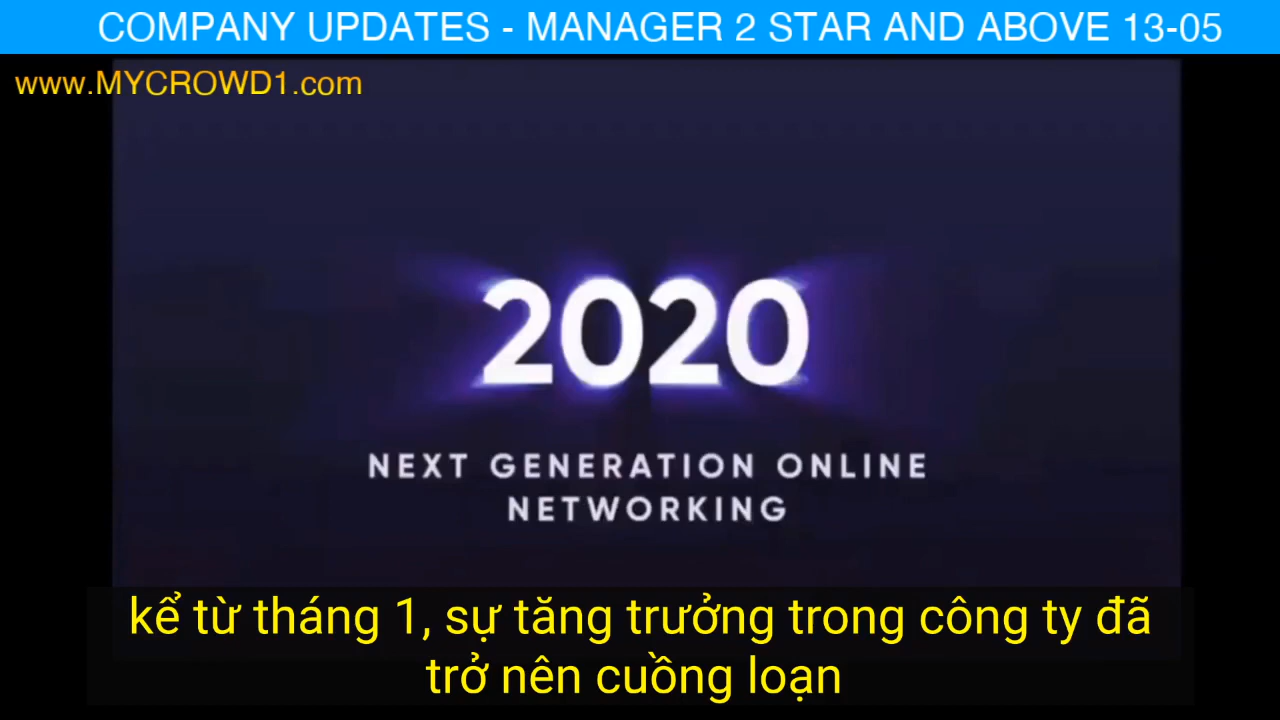 COMPANY UPDATES - MANAGER 2 STAR AND ABOVE 13-05
www.MYCROWD1.com
2020
NEXT GENERATION ONLINE
NETWORKING
kể từ tháng 1, sự tăng trưởng trong công ty đã
trở nên cuồng loạn